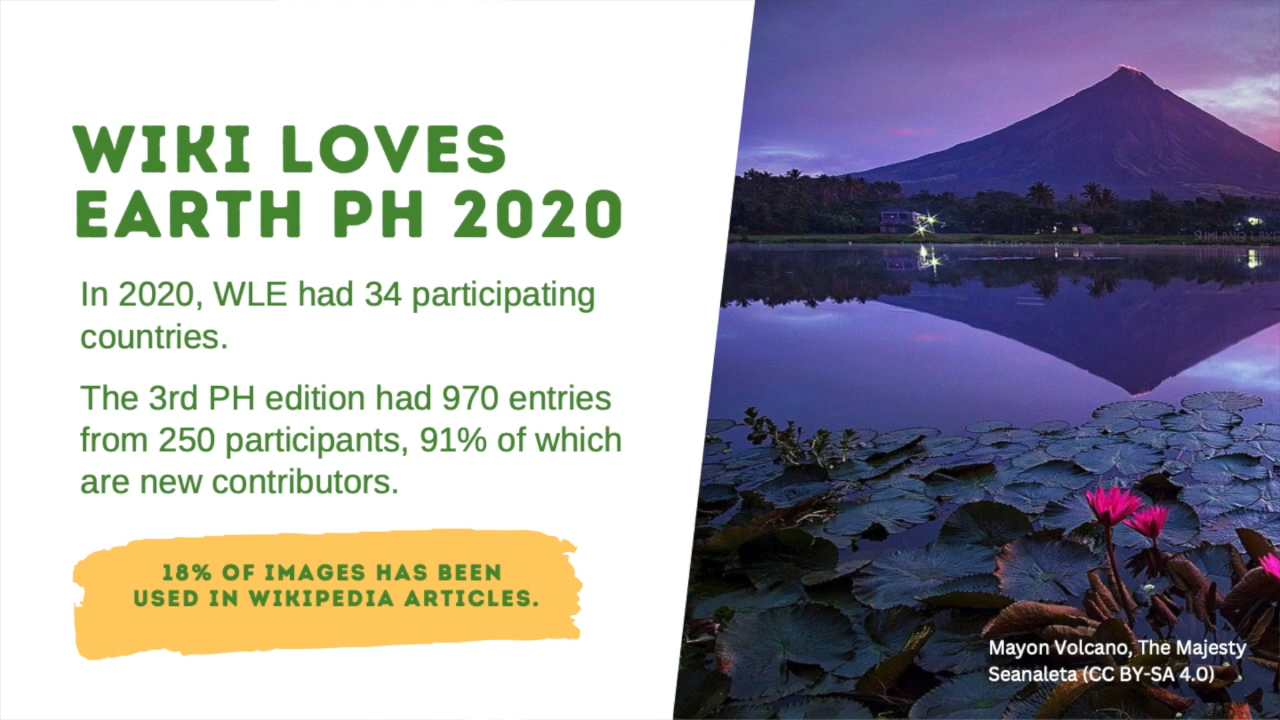 WIKI LOVES
EARTH PH 2020
In 2020, WLE had 34 participating
countries.
The 3rd PH edition had 970 entries
from 250 participants, 91% of which
are new contributors.
18% OF IMAGES HAS BEEN
USED IN WIKIPEDIA ARTICLES.
Mayon Volcano, The Majesty
Seanaleta (CC BY-SA 4.0)